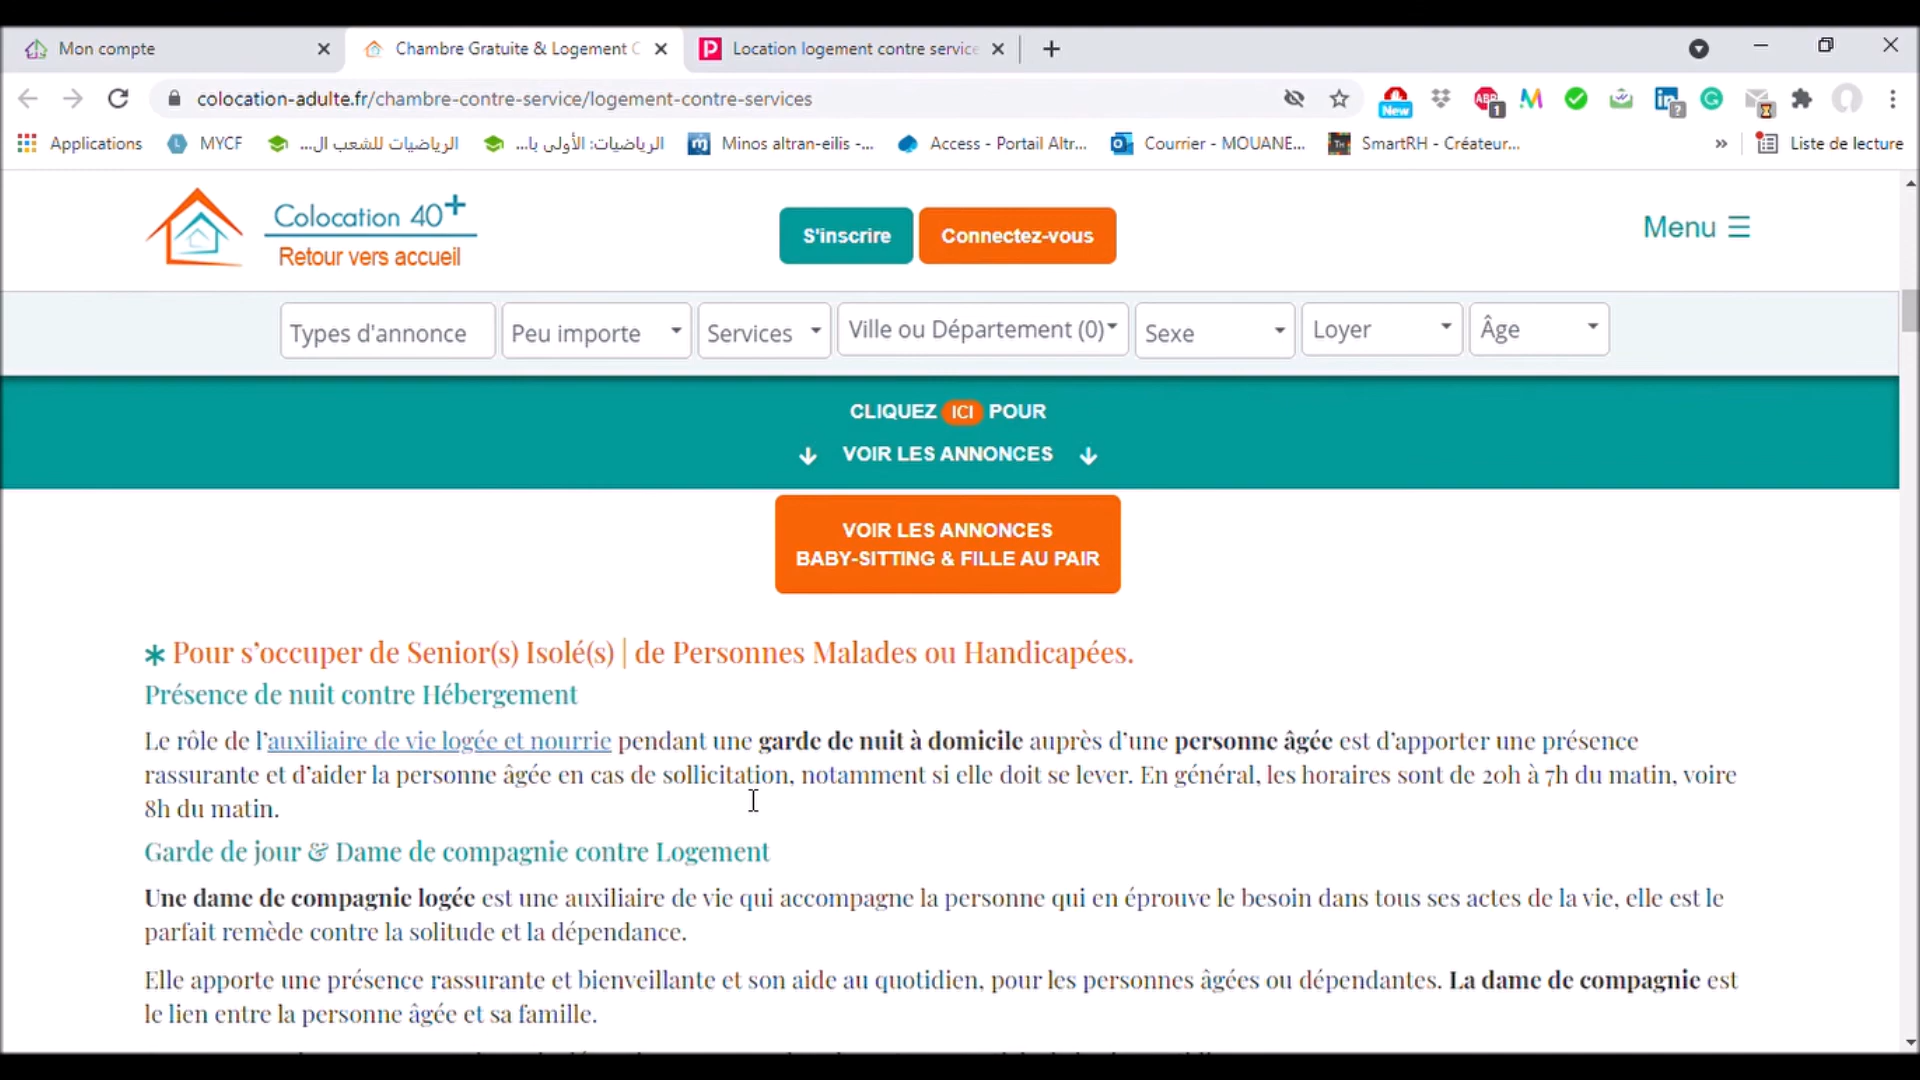 Mon compte
Chambre Gratuite & Logement C
Location logement contre service
colocation-adulte.fr/chambre-contre-service/logement-contre-services
New
ABP
1
Applications
MYCF
الرياضيات للشعب ال...
الرياضيات: الأولى با...
Minos altran-eilis -...
Access - Portail Altr...
Courrier - MOUANE...
SmartRH - Créateur...
»
Liste de lecture
Colocation 40+
Retour vers accueil
S'inscrire
Connectez-vous
Menu
Types d'annonce
Peu importe
Services
Ville ou Département (0)
Sexe
Loyer
Âge
CLIQUEZ ICI POUR
VOIR LES ANNONCES
VOIR LES ANNONCES
BABY-SITTING & FILLE AU PAIR
Pour s’occuper de Senior(s) Isolé(s) | de Personnes Malades ou Handicapées.
Présence de nuit contre Hébergement
Le rôle de l’auxiliaire de vie logée et nourrie pendant une garde de nuit à domicile auprès d’une personne âgée est d’apporter une présence
rassurante et d’aider la personne âgée en cas de sollicitation, notamment si elle doit se lever. En général, les horaires sont de 20h à 7h du matin, voire
8h du matin.
Garde de jour & Dame de compagnie contre Logement
Une dame de compagnie logée est une auxiliaire de vie qui accompagne la personne qui en éprouve le besoin dans tous ses actes de la vie, elle est le
parfait remède contre la solitude et la dépendance.
Elle apporte une présence rassurante et bienveillante et son aide au quotidien, pour les personnes âgées ou dépendantes. La dame de compagnie est
le lien entre la personne âgée et sa famille.